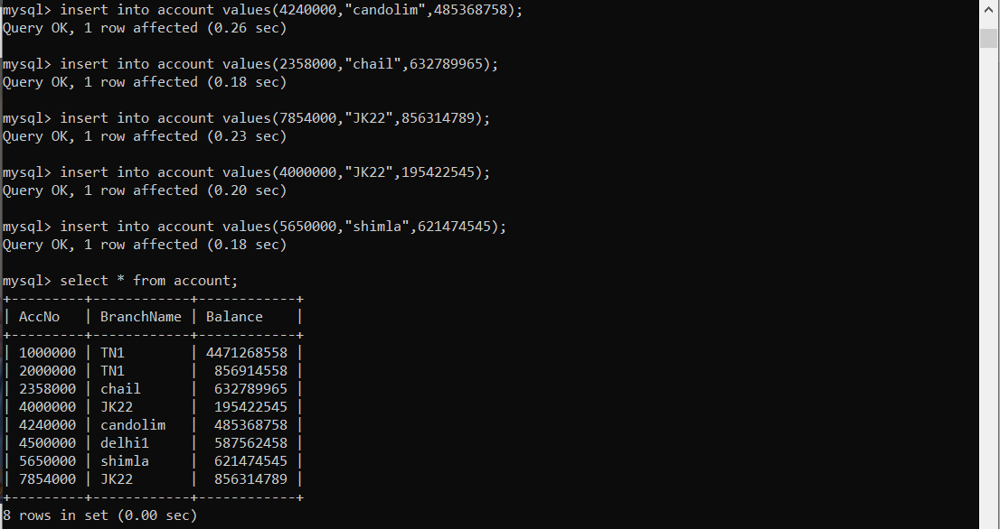 mysql> insert into account values(4240000,"candolim",485368758);
Query OK, 1 row affected (0.26 sec)
mysql> insert into account values(2358000,"chail",632789965);
Query OK, 1 row affected (0.18 sec)
mysql> insert into account values(7854000,"JK22",856314789);
Query OK, 1 row affected (0.23 sec)
mysql> insert into account values(4000000,"JK22",195422545);
Query OK, 1 row affected (0.20 sec)
mysql> insert into account values(5650000,"shimla",621474545);
Query OK, 1 row affected (0.18 sec)
mysql> select * from account;
+---------+------------+------------+
| AccNo   | BranchName | Balance    |
+---------+------------+------------+
| 1000000 | TN1        | 4471268558 |
| 2000000 | TN1        |  856914558 |
| 2358000 | chail      |  632789965 |
| 4000000 | JK22       |  195422545 |
| 4240000 | candolim   |  485368758 |
| 4500000 | delhi1     |  587562458 |
| 5650000 | shimla     |  621474545 |
| 7854000 | JK22       |  856314789 |
+---------+------------+------------+
8 rows in set (0.00 sec)